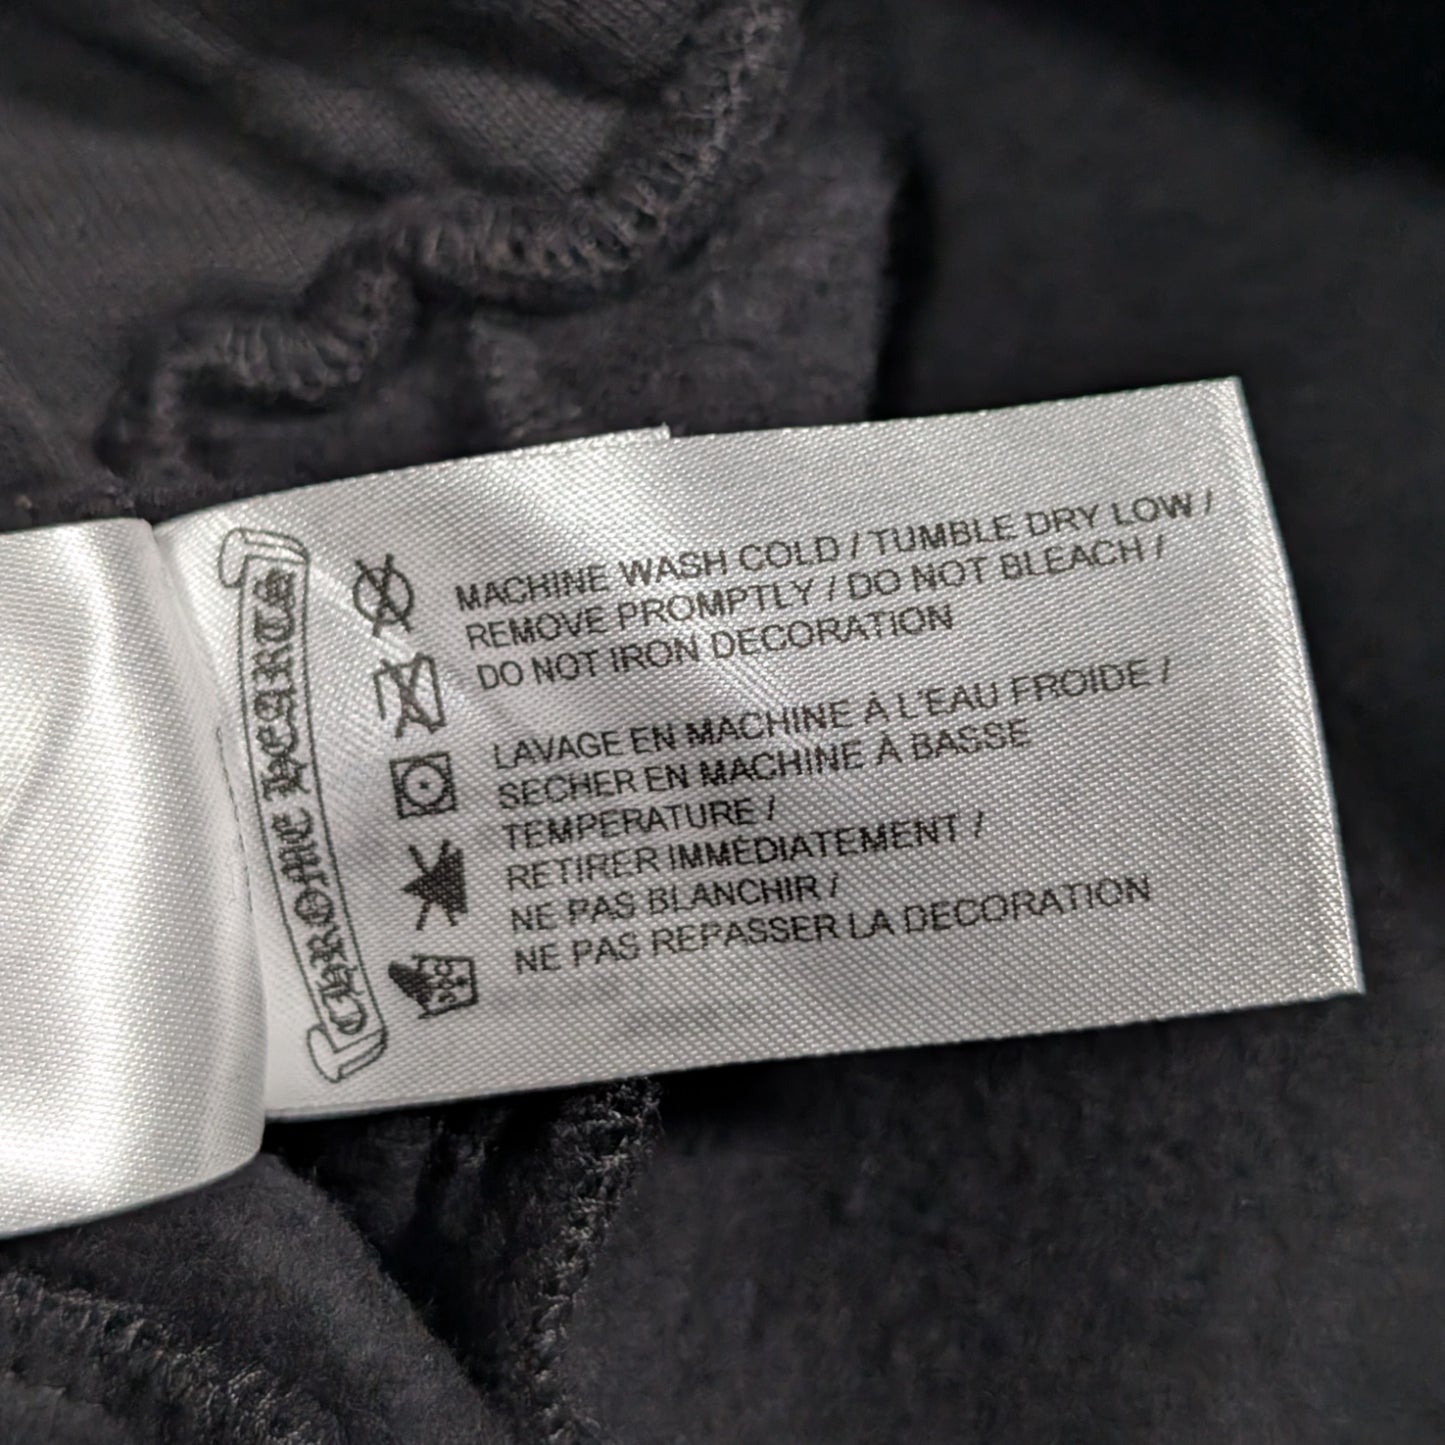 CHROME HEARTS
MACHINE WASH COLD / TUMBLE DRY LOW /
REMOVE PROMPTLY / DO NOT BLEACH /
DO NOT IRON DECORATION
LAVAGE EN MACHINE À L'EAU FROIDE /
SECHER EN MACHINE À BASSE
TEMPERATURE /
RETIRER IMMÉDIATEMENT /
NE PAS BLANCHIR /
NE PAS REPASSER LA DECORATION